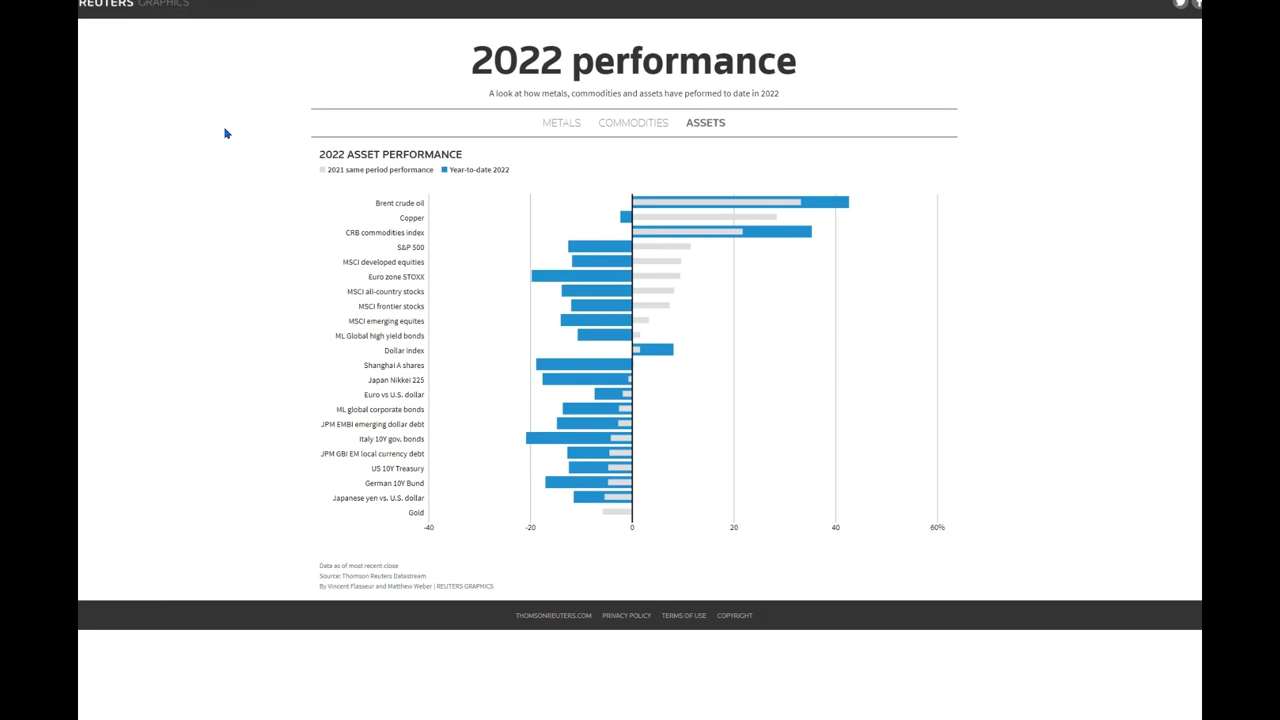 REUTERS GRAPHICS
2022 performance
A look at how metals, commodities and assets have peformed to date in 2022
METALS COMMODITIES ASSETS
2022 ASSET PERFORMANCE
2021 same period performance Year-to-date 2022
Brent crude oil
Copper
CRB commodities index
S&P 500
MSCI developed equities
Euro zone STOXX
MSCI all-country stocks
MSCI frontier stocks
MSCI emerging equites
ML Global high yield bonds
Dollar index
Shanghai A shares
Japan Nikkei 225
Euro vs U.S. dollar
ML global corporate bonds
JPM EMBI emerging dollar debt
Italy 10Y gov. bonds
JPM GBI EM local currency debt
US 10Y Treasury
German 10Y Bund
Japanese yen vs. U.S. dollar
Gold
-40 -20 0 20 40 60%
Data as of most recent close
Source: Thomson Reuters Datastream
By Vincent Flasseur and Matthew Weber | REUTERS GRAPHICS
THOMSONREUTERS.COM PRIVACY POLICY TERMS OF USE COPYRIGHT